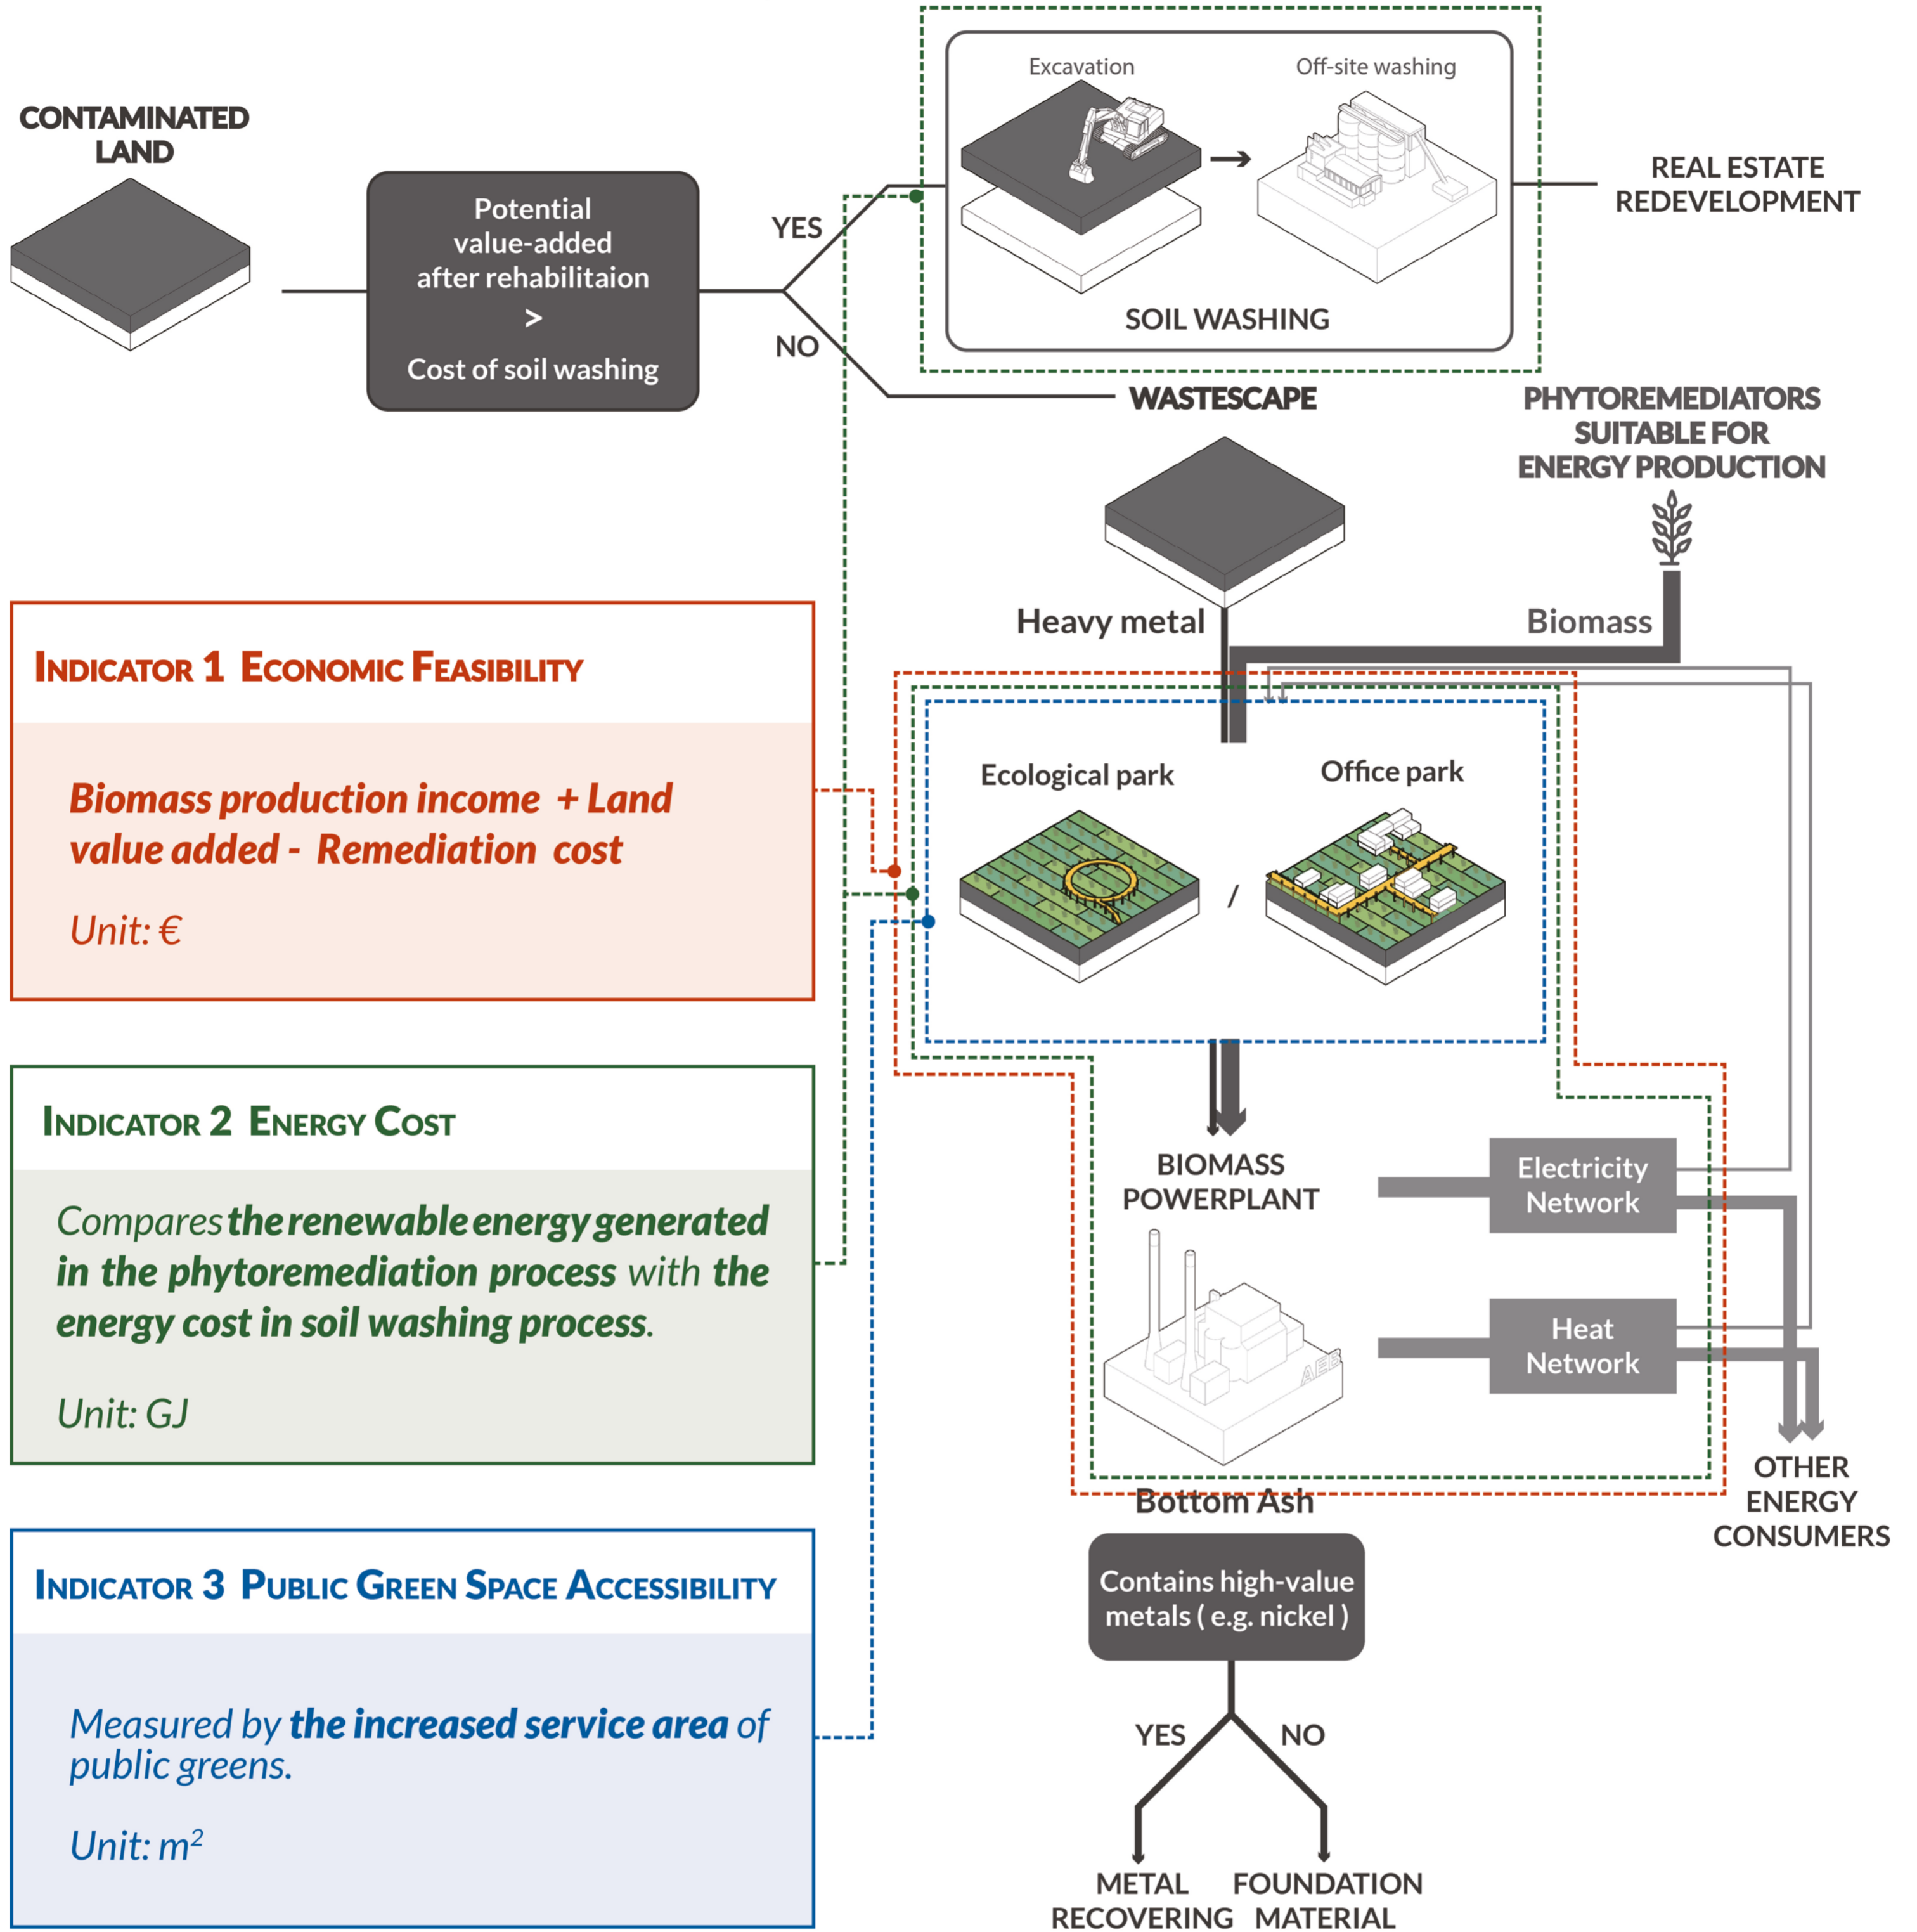 CONTAMINATED
LAND
Potential
value-added
after rehabilitaion
>
Cost of soil washing
YES
NO
Excavation
Off-site washing
SOIL WASHING
REAL ESTATE
REDEVELOPMENT
WASTESCAPE
PHYTOREMEDIATORS
SUITABLE FOR
ENERGY PRODUCTION
Heavy metal
Biomass
INDICATOR 1 ECONOMIC FEASIBILITY
Biomass production income + Land
value added - Remediation cost
Unit: €
Ecological park
Office park
/
INDICATOR 2 ENERGY COST
Compares the renewable energy generated
in the phytoremediation process with the
energy cost in soil washing process.
Unit: GJ
BIOMASS
POWERPLANT
AEB
Electricity
Network
Heat
Network
OTHER
ENERGY
CONSUMERS
Bottom Ash
Contains high-value
metals ( e.g. nickel )
YES
NO
METAL
RECOVERING
FOUNDATION
MATERIAL
INDICATOR 3 PUBLIC GREEN SPACE ACCESSIBILITY
Measured by the increased service area of
public greens.
Unit: m²